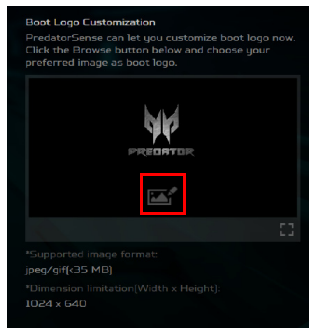 Boot Logo Customization
PredatorSense can let you customize boot logo now.
Click the Browse button below and choose your
preferred image as boot logo.
PREDATOR
*Supported image format:
jpeg/gif(<35 MB)
*Dimension limitation(Width x Height):
1024 x 640